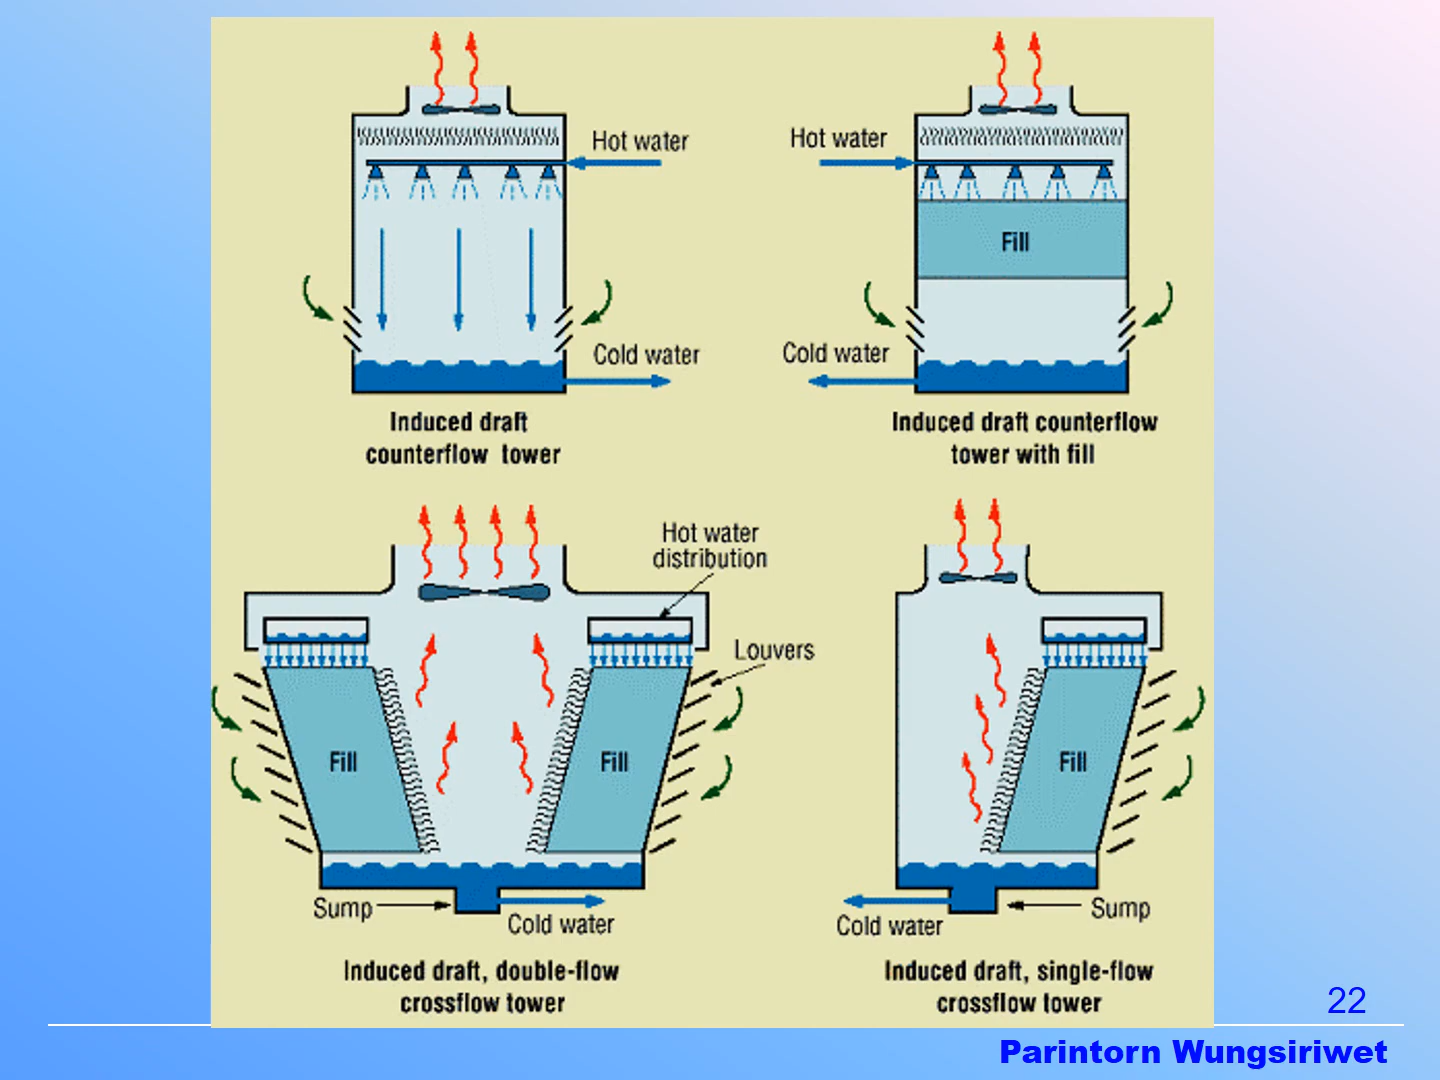 Hot water
Hot water
Fill
Cold water
Cold water
Induced draft
counterflow tower
Induced draft counterflow
tower with fill
Hot water
distribution
Louvers
Fill
Fill
Fill
Sump
Cold water
Cold water
Sump
Induced draft, double-flow
crossflow tower
Induced draft, single-flow
crossflow tower
22
Parintorn Wungsiriwet